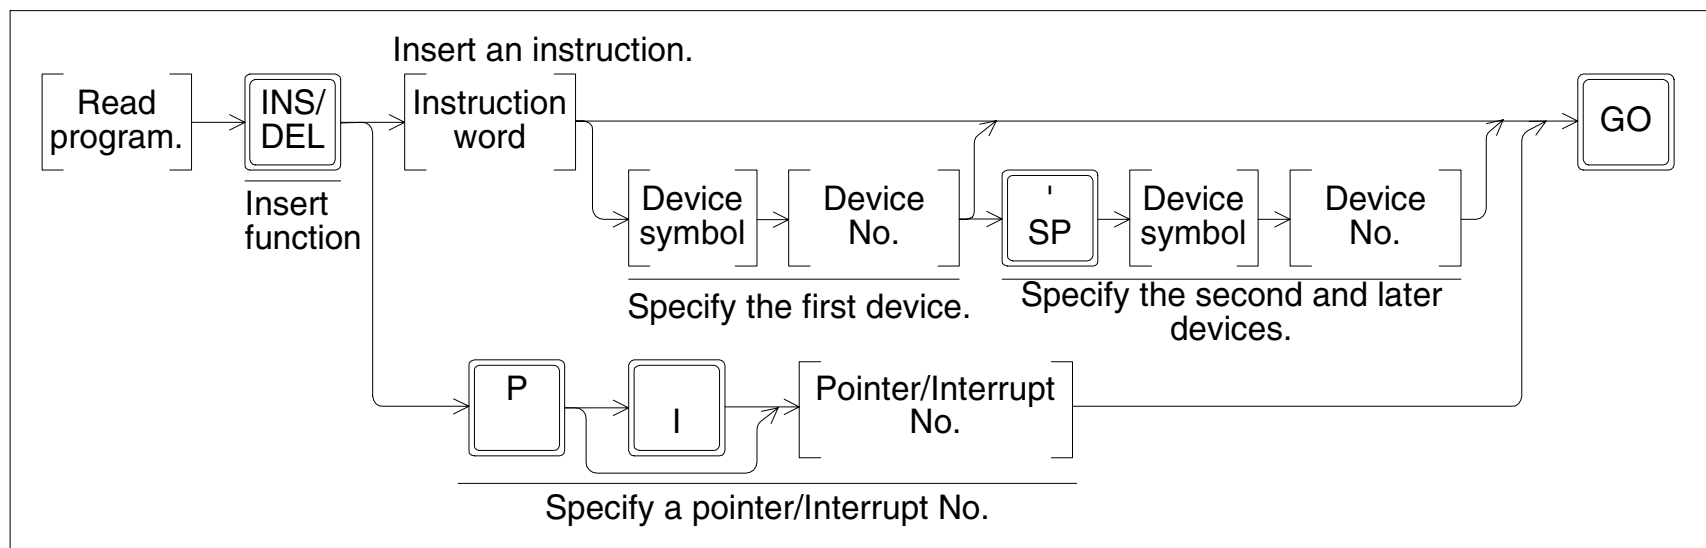 Insert an instruction.
Read
program.
INS/
DEL
Instruction
word
GO
Insert
function
Device
symbol
Device
No.
'
SP
Device
symbol
Device
No.
Specify the first device.
Specify the second and later
devices.
P
I
Pointer/Interrupt
No.
Specify a pointer/Interrupt No.